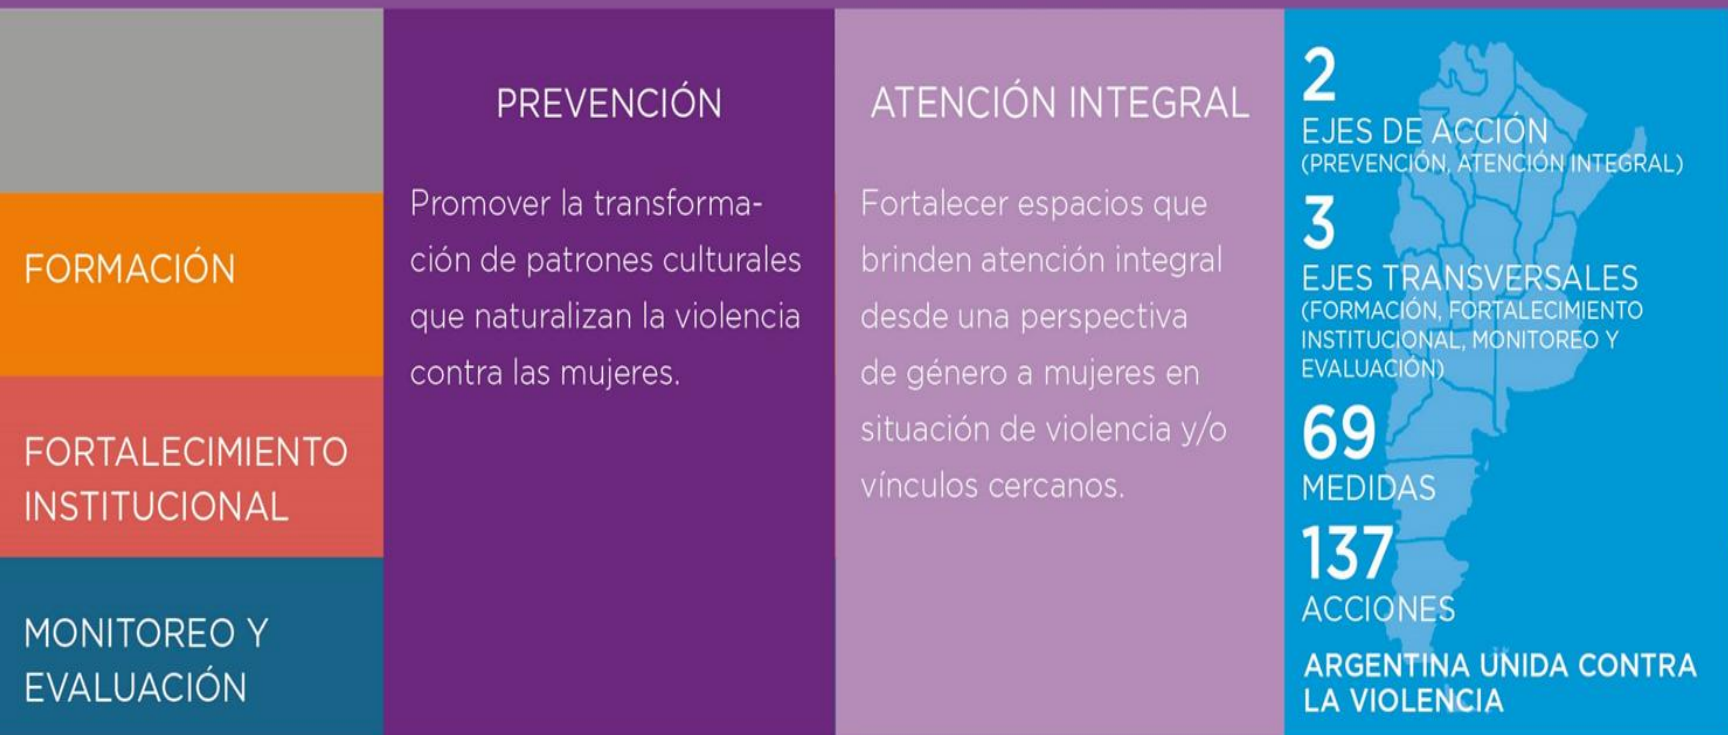 FORMACIÓN
FORTALECIMIENTO
INSTITUCIONAL
MONITOREO Y
EVALUACIÓN
PREVENCIÓN
Promover la transforma-
ción de patrones culturales
que naturalizan la violencia
contra las mujeres.
ATENCIÓN INTEGRAL
Fortalecer espacios que
brinden atención integral
desde una perspectiva
de género a mujeres en
situación de violencia y/o
vínculos cercanos.
2
EJES DE ACCIÓN
(PREVENCIÓN, ATENCIÓN INTEGRAL)
3
EJES TRANSVERSALES
(FORMACIÓN, FORTALECIMIENTO
INSTITUCIONAL, MONITOREO Y
EVALUACIÓN)
69
MEDIDAS
137
ACCIONES
ARGENTINA UNIDA CONTRA
LA VIOLENCIA